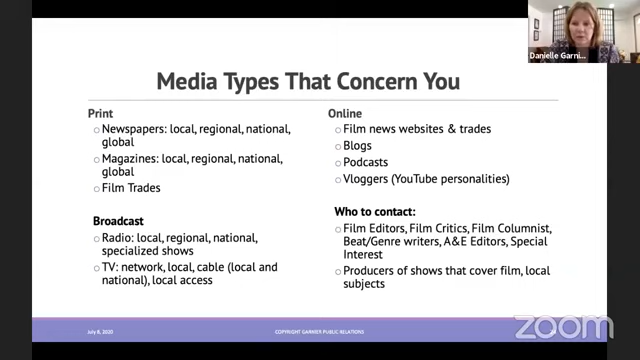 Danielle Garni...
Media Types That Concern You
Print
Newspapers: local, regional, national,
global
Magazines: local, regional, national,
global
Film Trades
Broadcast
Radio: local, regional, national,
specialized shows
TV: network, local, cable (local and
national), local access
Online
Film news websites & trades
Blogs
Podcasts
Vloggers (YouTube personalities)
Who to contact:
Film Editors, Film Critics, Film Columnist,
Beat/Genre writers, A&E Editors, Special
Interest
Producers of shows that cover film, local
subjects
July 8, 2020
COPYRIGHT GARNIER PUBLIC RELATIONS
zoom